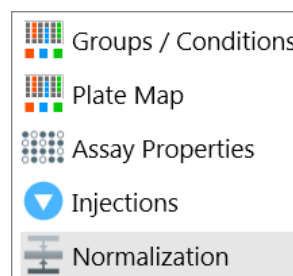 Groups / Conditions
Plate Map
Assay Properties
Injections
Normalization